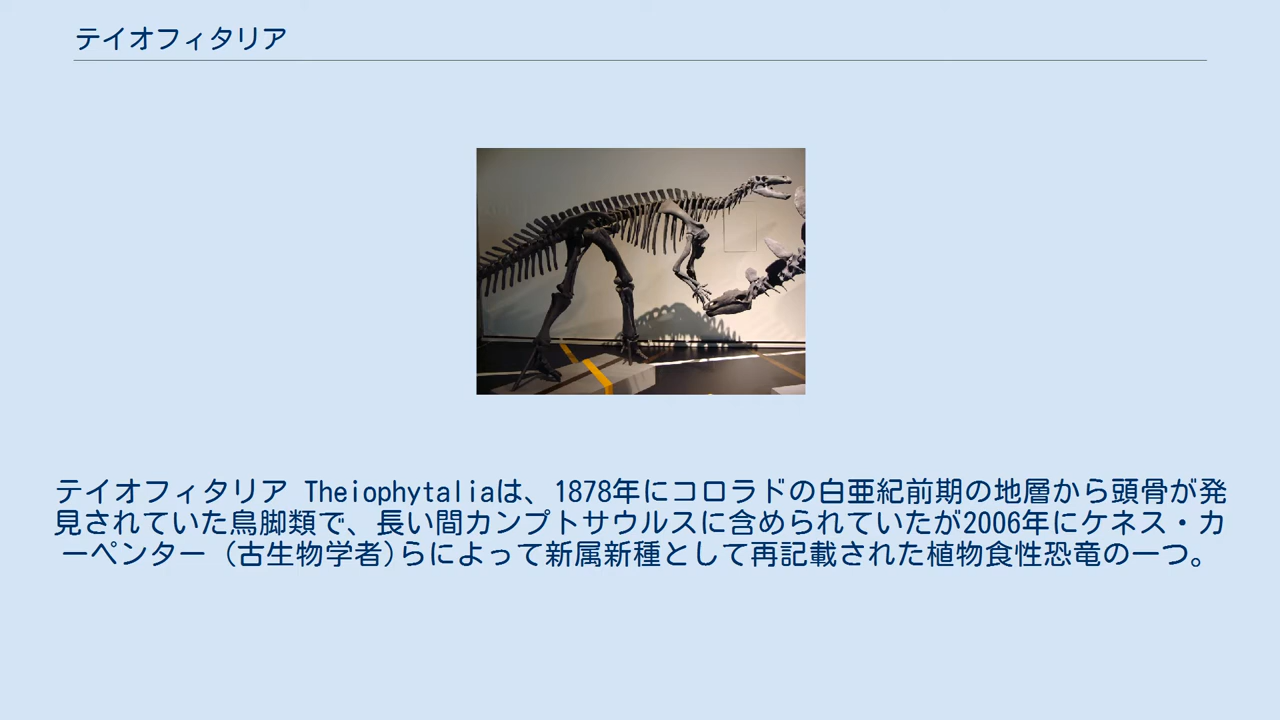 テイオフィタリア
テイオフィタリア Theiophytaliaは、1878年にコロラドの白亜紀前期の地層から頭骨が発
見されていた鳥脚類で、長い間カンプトサウルスに含められていたが2006年にケネス・カ
ーペンター (古生物学者)らによって新属新種として再記載された植物食性恐竜の一つ。